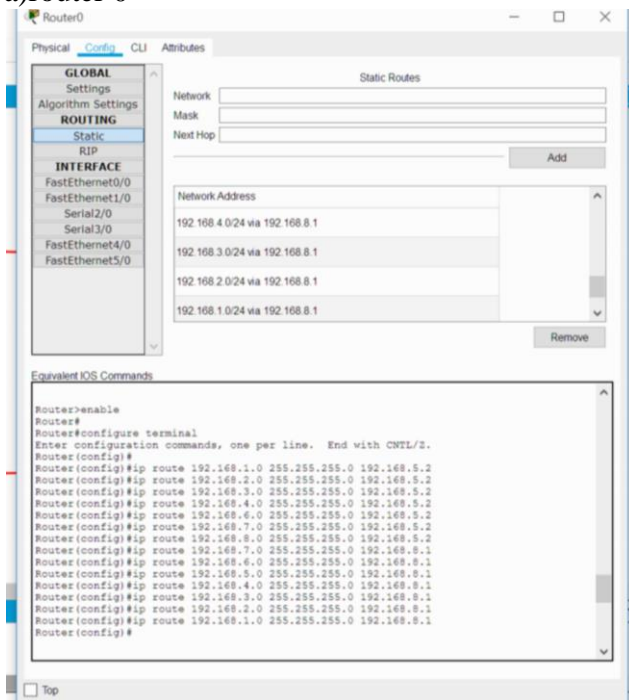 a)router 0
Router0
Physical Config CLI Attributes
GLOBAL
Settings
Algorithm Settings
ROUTING
Static
RIP
INTERFACE
FastEthernet0/0
FastEthernet1/0
Serial2/0
Serial3/0
FastEthernet4/0
FastEthernet5/0
Static Routes
Network
Mask
Next Hop
Add
Network Address
192.168.4.0/24 via 192.168.8.1
192.168.3.0/24 via 192.168.8.1
192.168.2.0/24 via 192.168.8.1
192.168.1.0/24 via 192.168.8.1
Remove
Equivalent IOS Commands
Router>enable
Router#
Router#configure terminal
Enter configuration commands, one per line. End with CNTL/Z.
Router(config)#
Router(config)#ip route 192.168.1.0 255.255.255.0 192.168.5.2
Router(config)#ip route 192.168.2.0 255.255.255.0 192.168.5.2
Router(config)#ip route 192.168.3.0 255.255.255.0 192.168.5.2
Router(config)#ip route 192.168.4.0 255.255.255.0 192.168.5.2
Router(config)#ip route 192.168.6.0 255.255.255.0 192.168.5.2
Router(config)#ip route 192.168.7.0 255.255.255.0 192.168.5.2
Router(config)#ip route 192.168.8.0 255.255.255.0 192.168.5.2
Router(config)#ip route 192.168.7.0 255.255.255.0 192.168.8.1
Router(config)#ip route 192.168.6.0 255.255.255.0 192.168.8.1
Router(config)#ip route 192.168.5.0 255.255.255.0 192.168.8.1
Router(config)#ip route 192.168.4.0 255.255.255.0 192.168.8.1
Router(config)#ip route 192.168.3.0 255.255.255.0 192.168.8.1
Router(config)#ip route 192.168.2.0 255.255.255.0 192.168.8.1
Router(config)#ip route 192.168.1.0 255.255.255.0 192.168.8.1
Router(config)#
Top